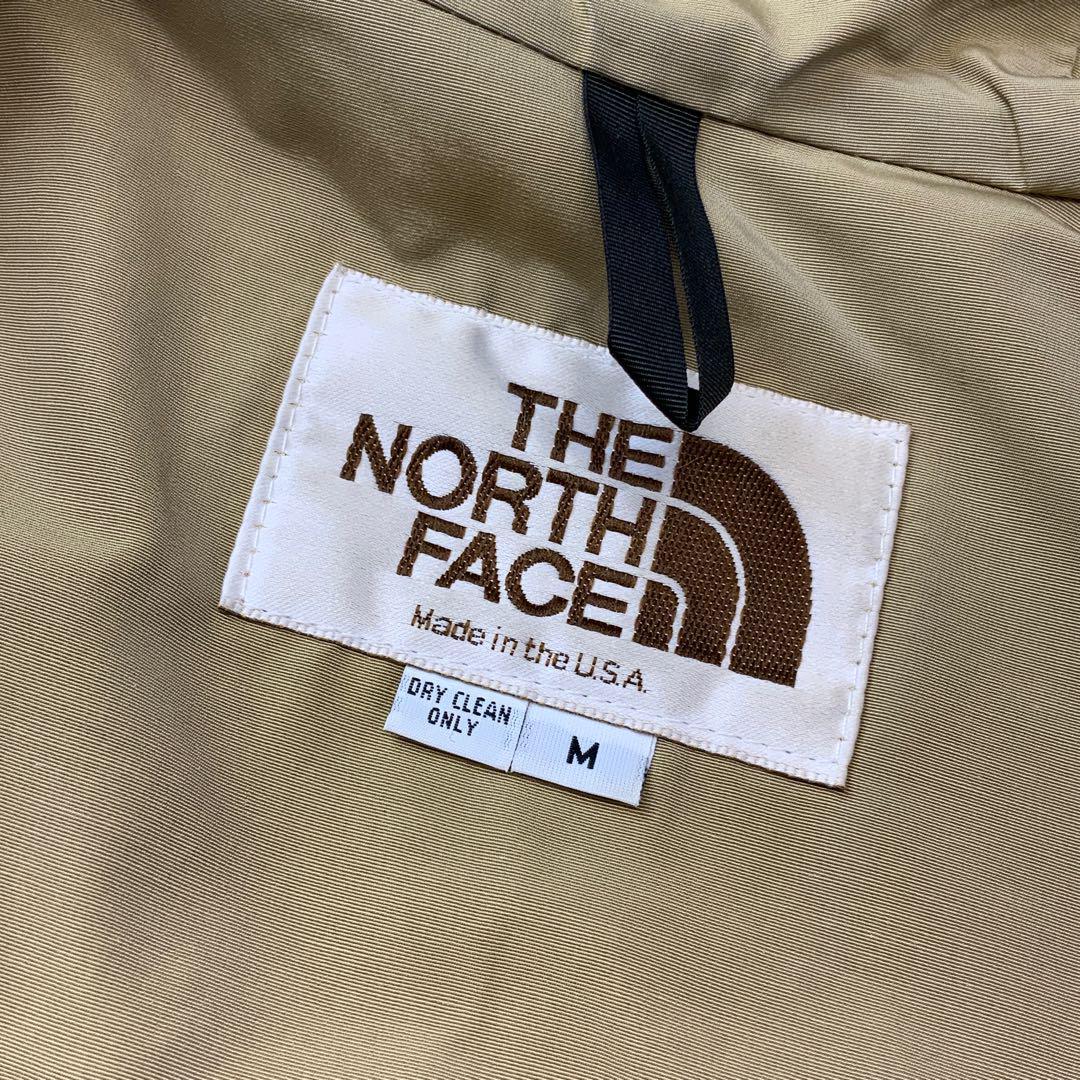 THE
NORTH
FACE
Made in the U.S.A.
DRY CLEAN
ONLY
M